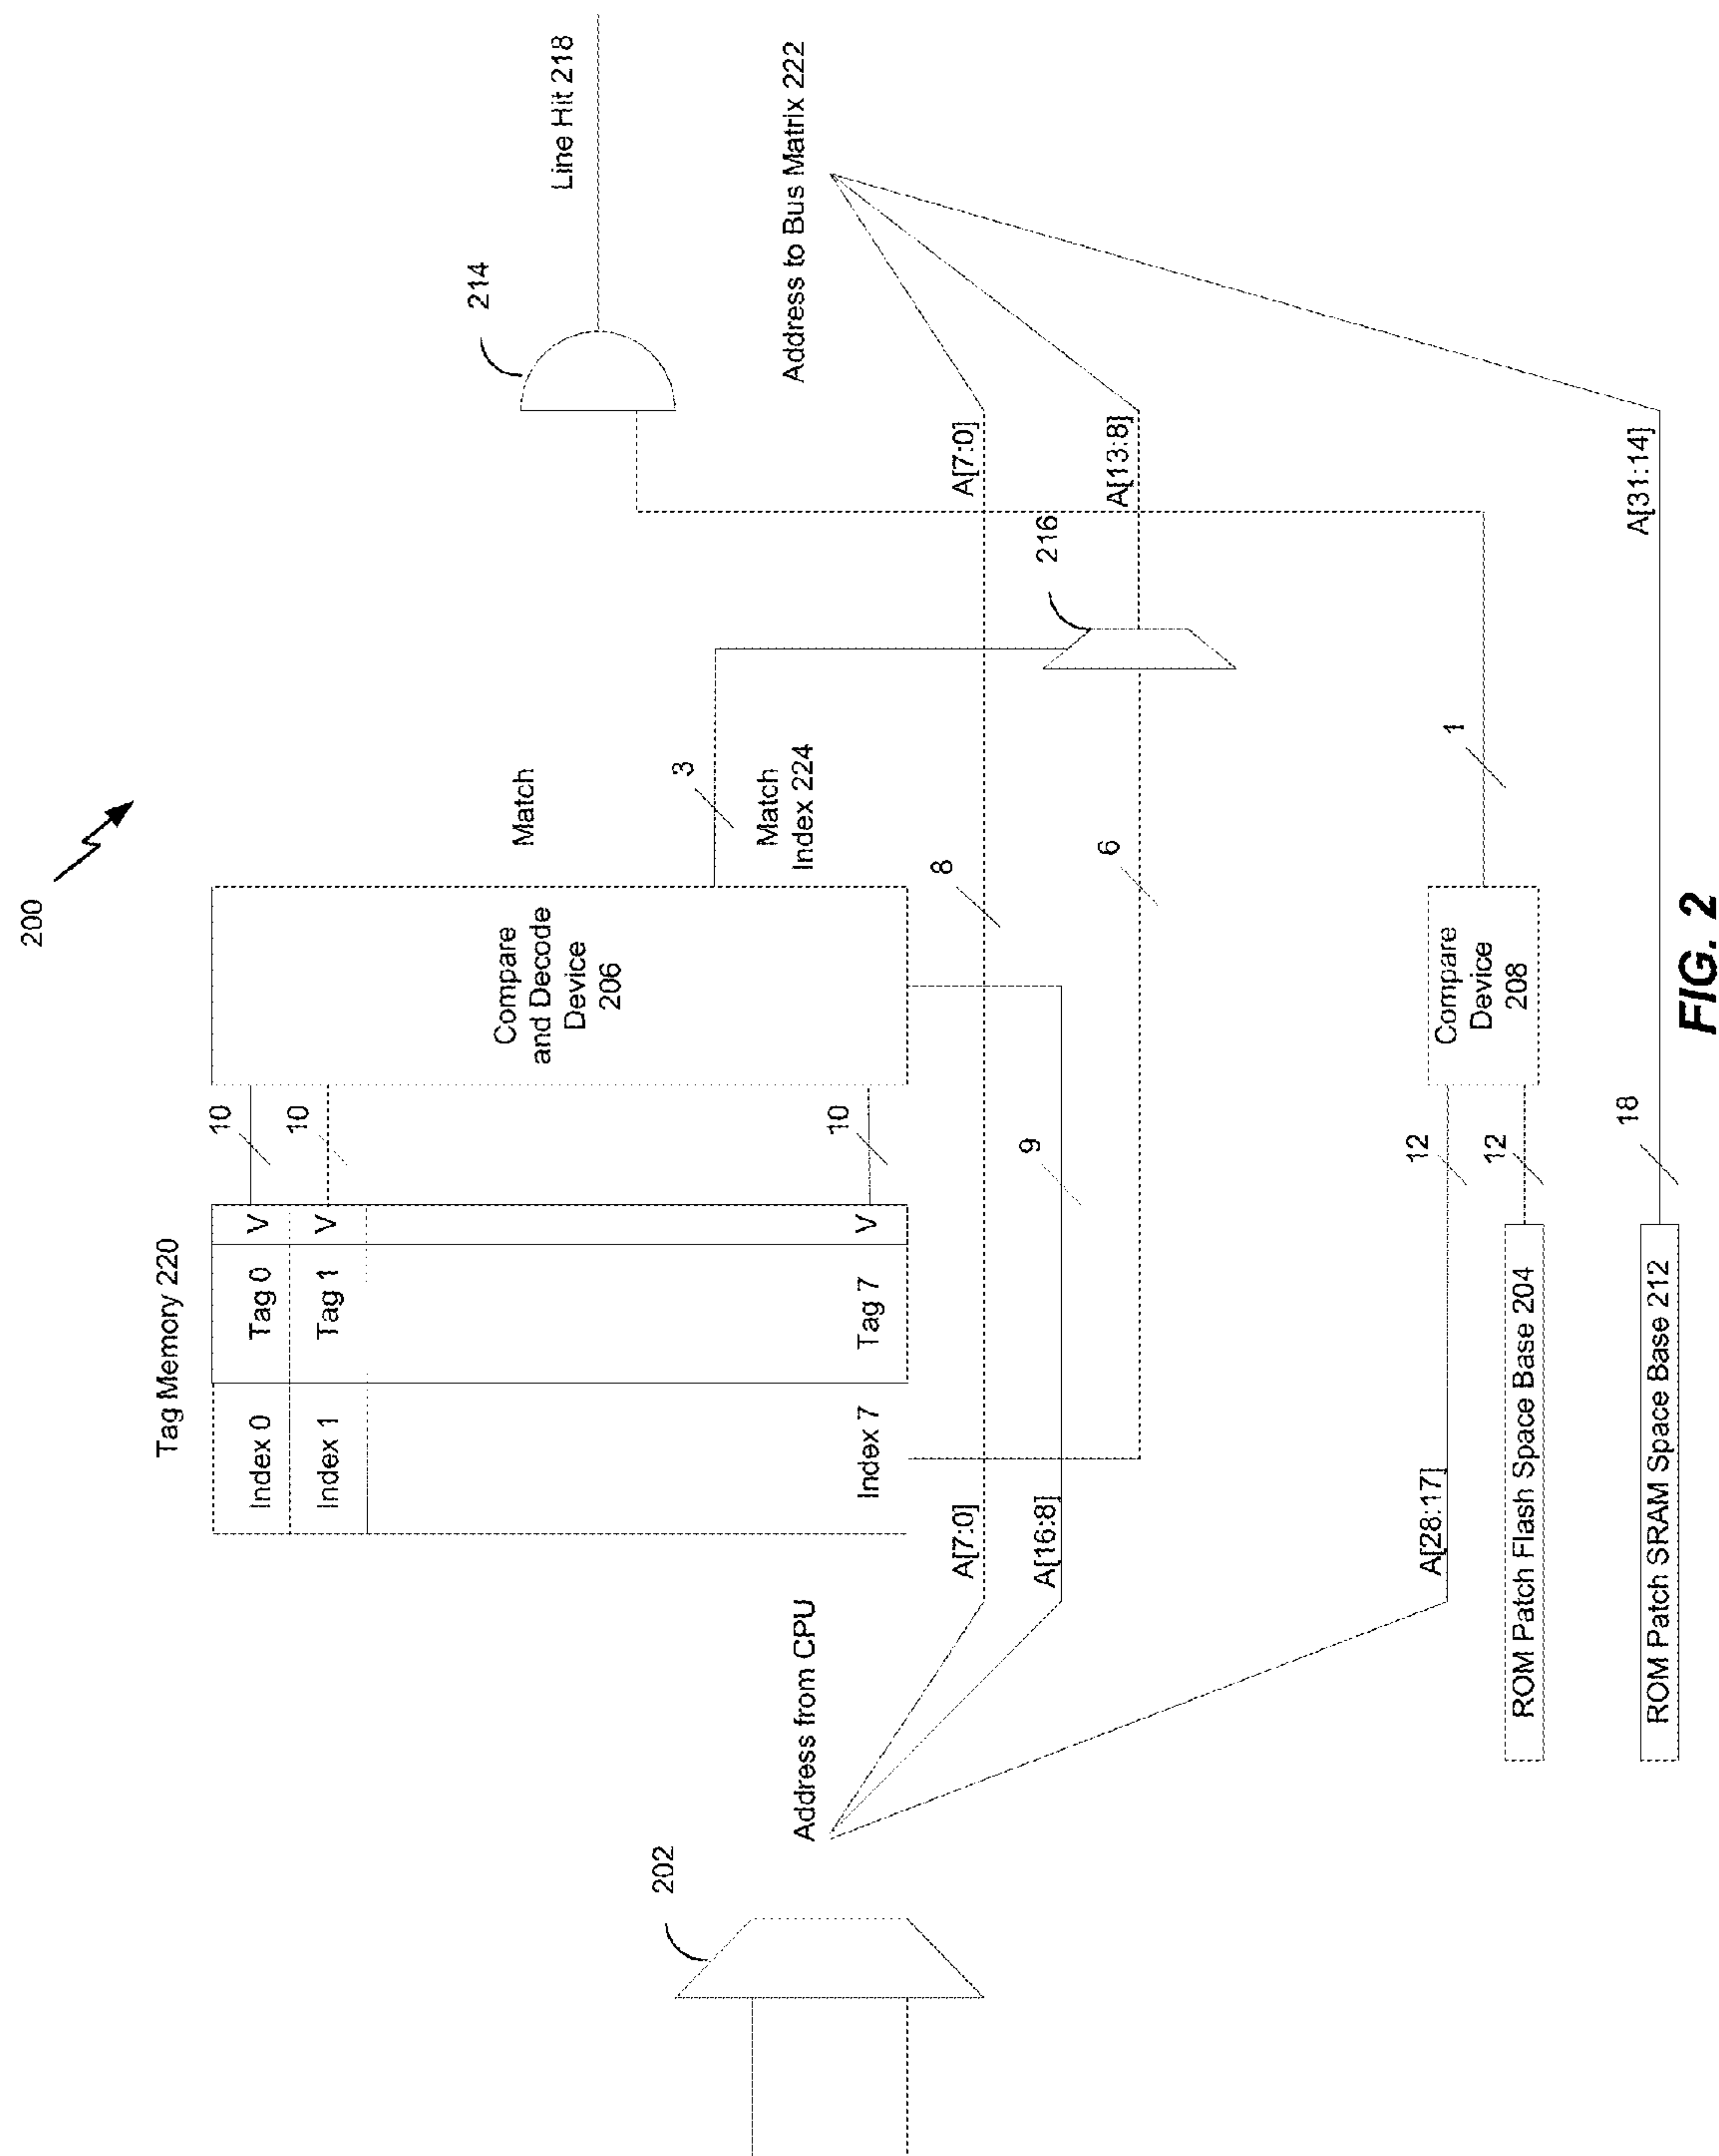 200
Tag Memory 220
Index 0
Tag 0
V
Index 1
Tag 1
V
Index 7
Tag 7
V
10
10
10
Compare
and Decode
Device
206
Match
3
Match
Index 224
214
Line Hit 218
202
Address from CPU
A[7:0]
8
A[7:0]
A[16:8]
9
6
216
A[13:8]
Address to Bus Matrix 222
A[28:17]
12
12
Compare
Device
208
1
ROM Patch Flash Space Base 204
ROM Patch SRAM Space Base 212
18
A[31:14]
FIG. 2